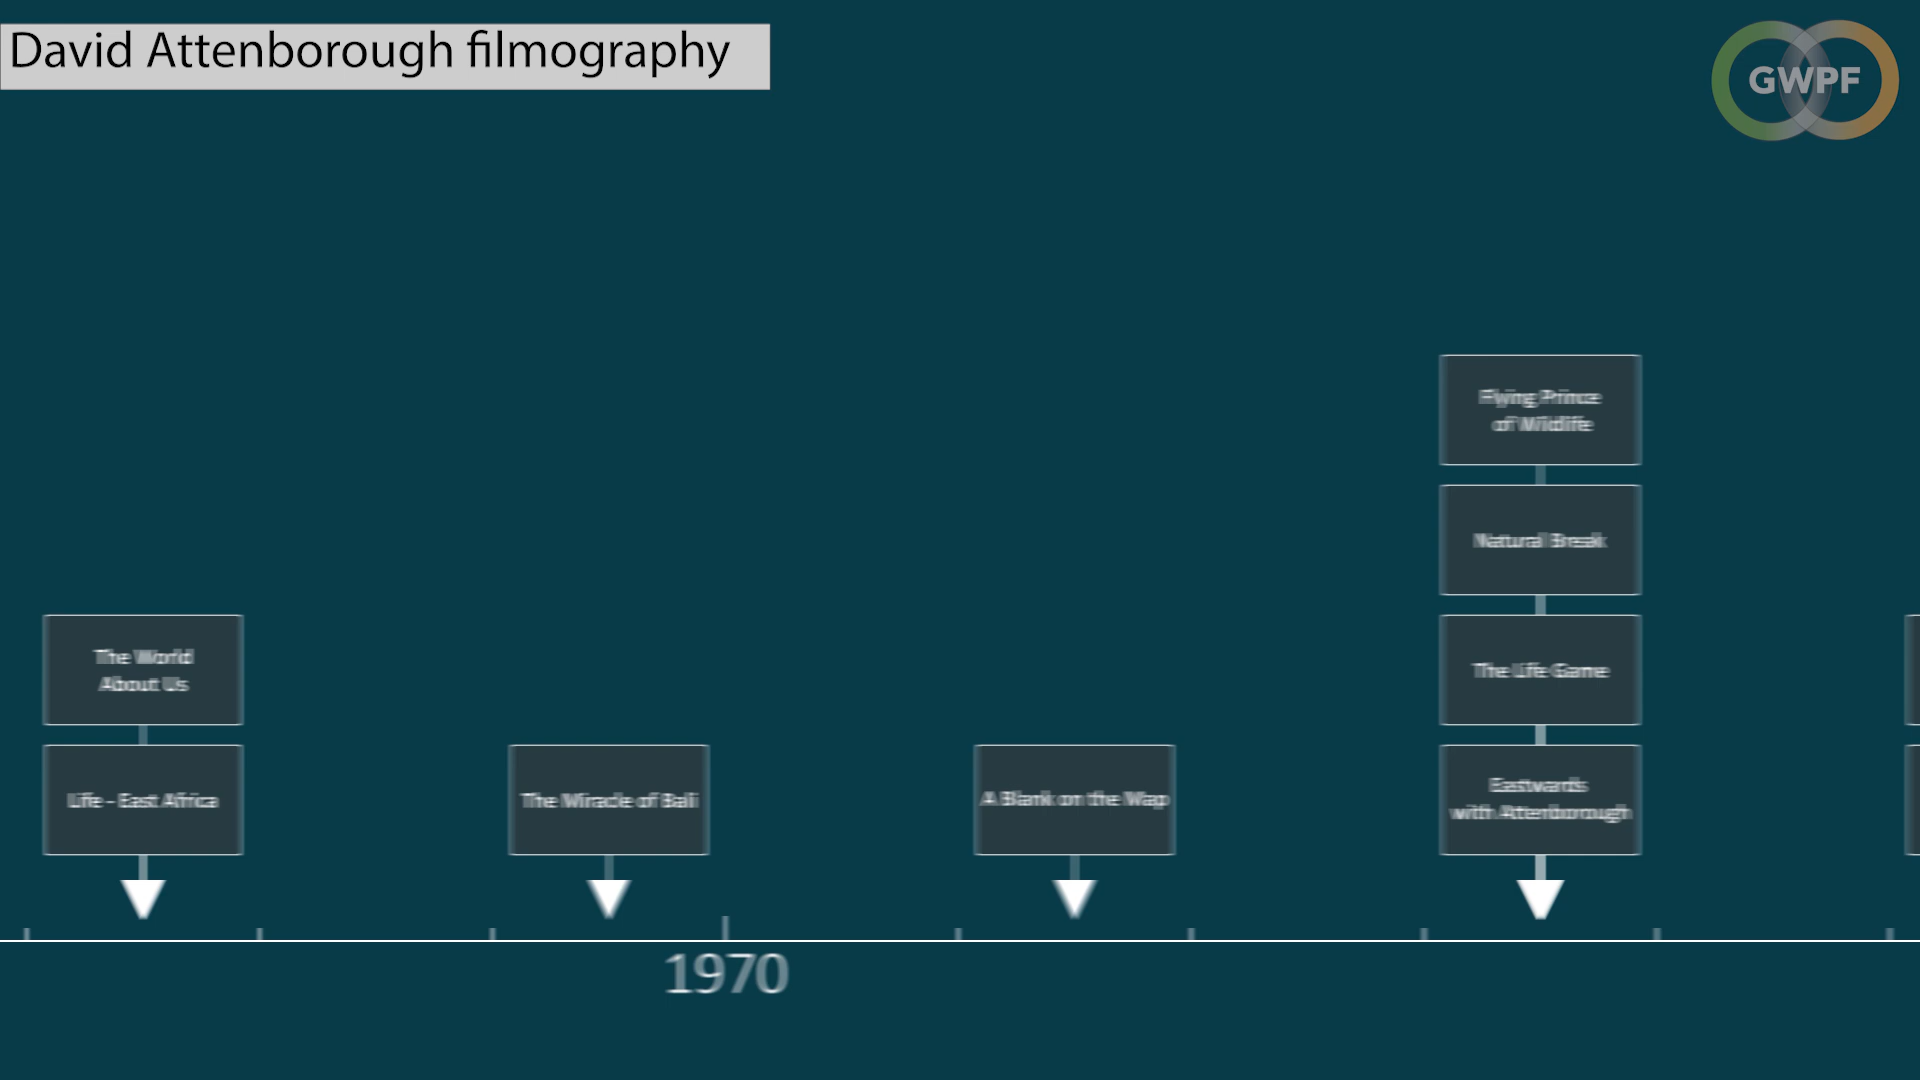 David Attenborough filmography
GWPF
Flying Prince
of Wildlife
Natural Break
The World
About Us
The Life Game
Life - East Africa
The Miracle of Bali
A Blank on the Map
Eastwards
with Attenborough
1970